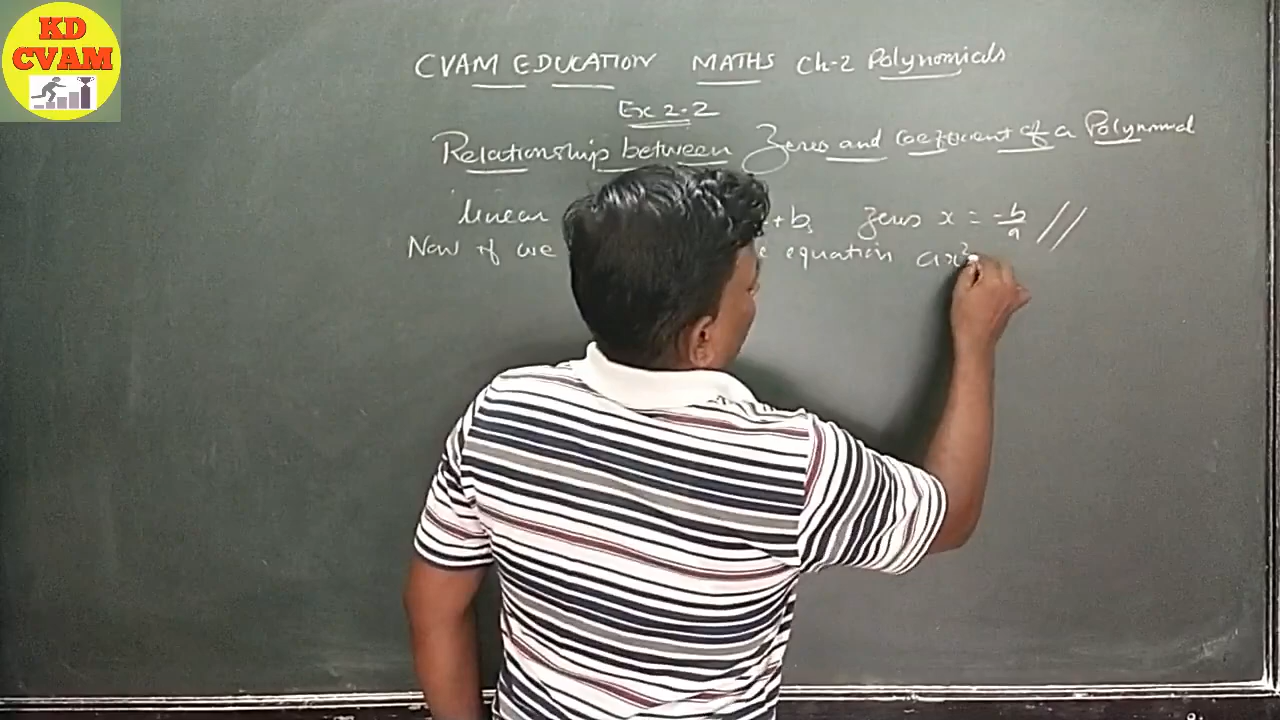 KD
CVAM
CVAM EDUCATION MATHS Ch-2 Polynomials
Ex 2.2
Relationship between Zeros and Coefficient of a Polynomial
linear + b, Zeros x = -b/a //
Now if we equation ax²